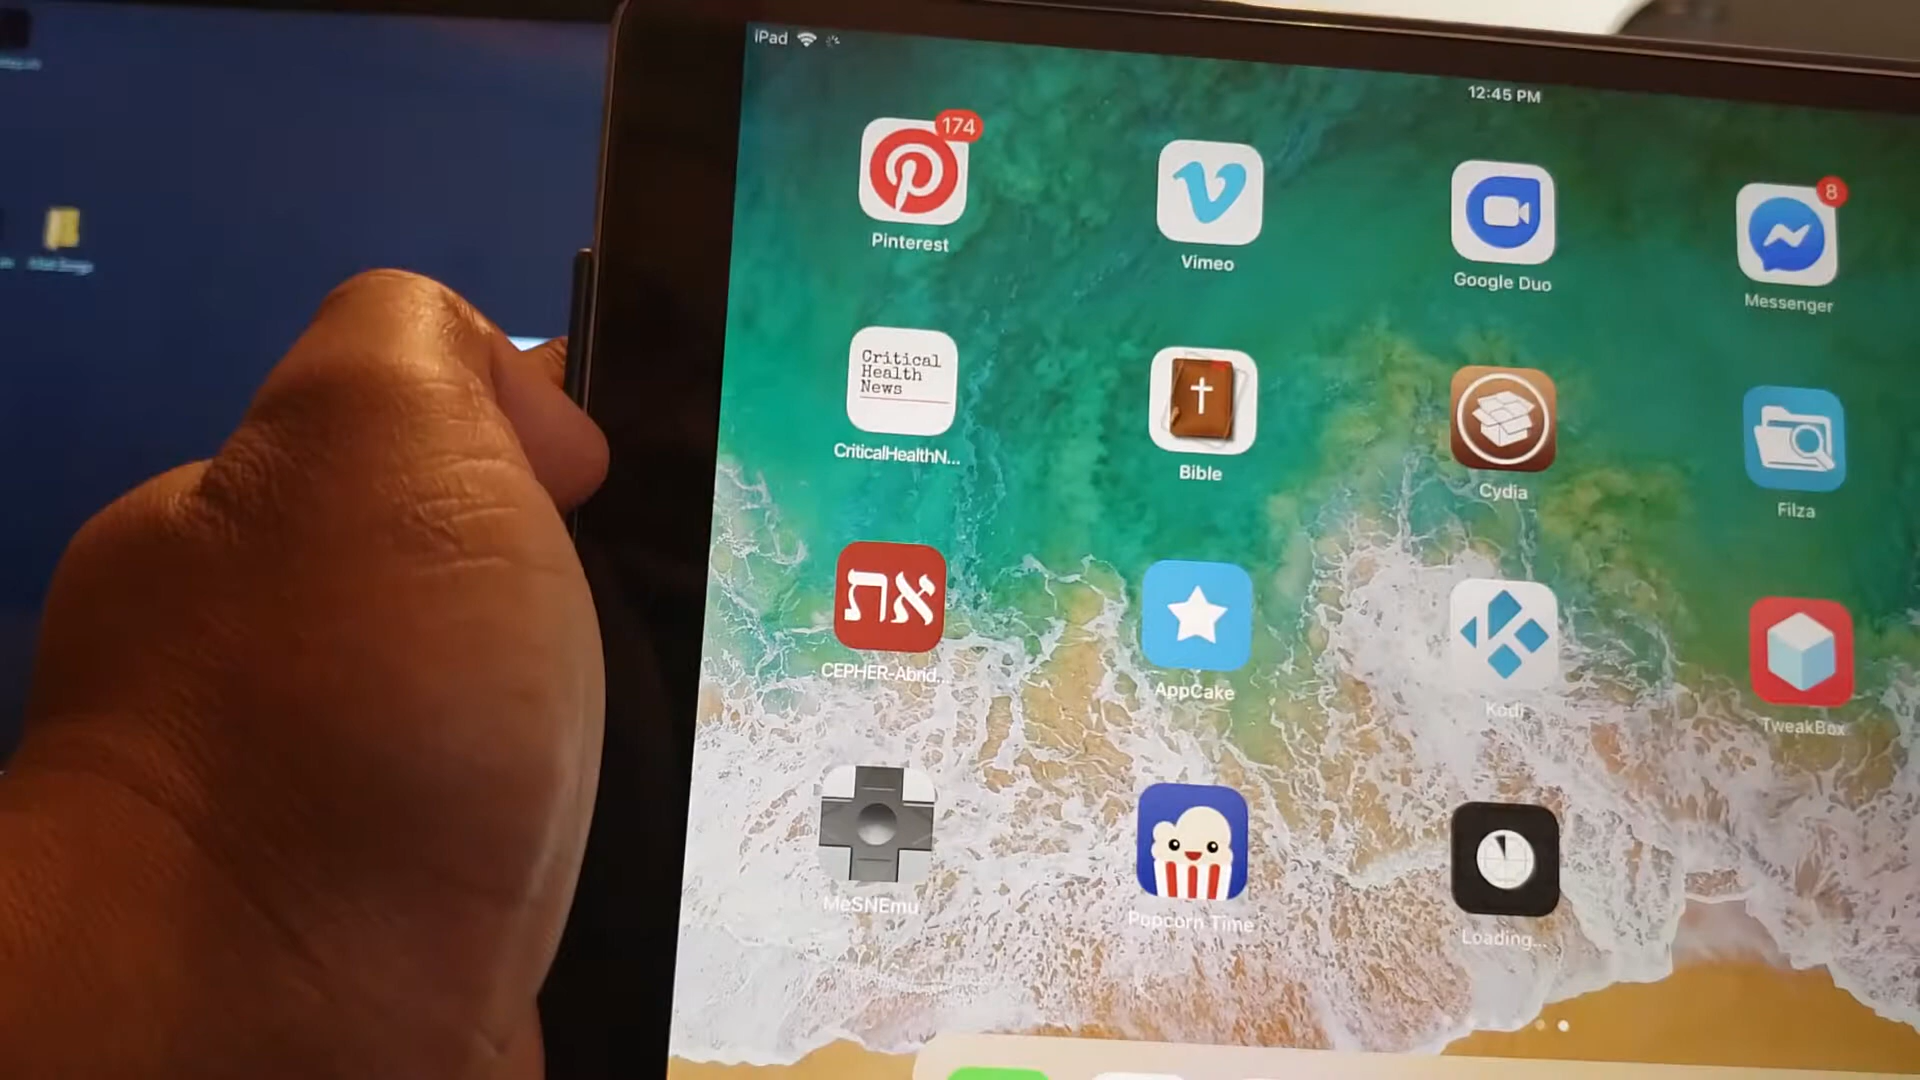 iPad
12:45 PM
174
8
Pinterest
Vimeo
Google Duo
Messenger
Critical
Health
News
CriticalHealthN...
Bible
Cydia
Filza
את
CEPHER-Abrid...
AppCake
Kodi
TweakBox
MeSNEmu
Popcorn Time
Loading...